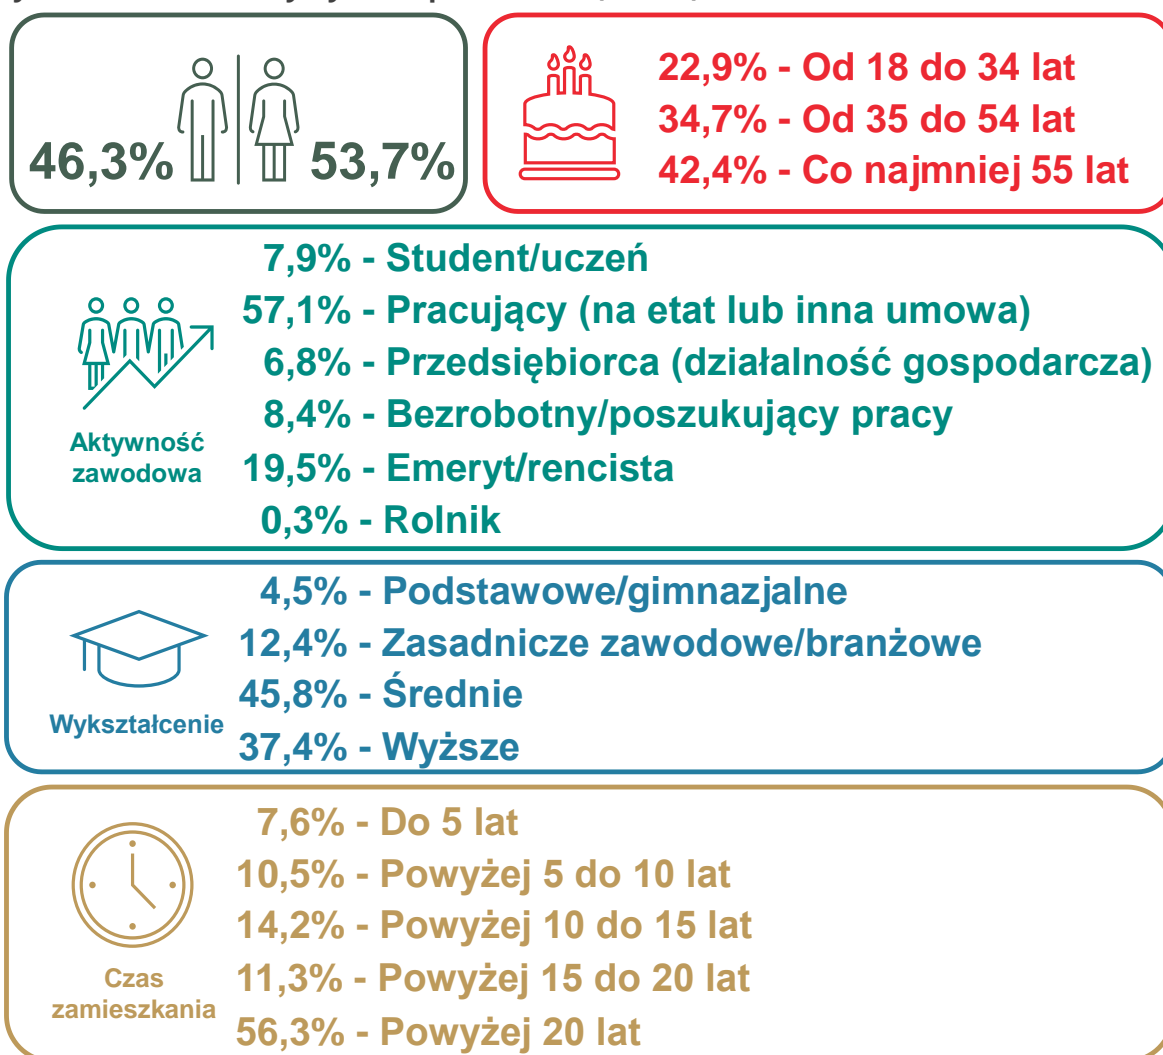 46,3%
53,7%
22,9% - Od 18 do 34 lat
34,7% - Od 35 do 54 lat
42,4% - Co najmniej 55 lat
7,9% - Student/uczeń
57,1% - Pracujący (na etat lub inna umowa)
6,8% - Przedsiębiorca (działalność gospodarcza)
8,4% - Bezrobotny/poszukujący pracy
19,5% - Emeryt/rencista
0,3% - Rolnik
Aktywność
zawodowa
4,5% - Podstawowe/gimnazjalne
12,4% - Zasadnicze zawodowe/branżowe
45,8% - Średnie
37,4% - Wyższe
Wykształcenie
7,6% - Do 5 lat
10,5% - Powyżej 5 do 10 lat
14,2% - Powyżej 10 do 15 lat
11,3% - Powyżej 15 do 20 lat
56,3% - Powyżej 20 lat
Czas
zamieszkania